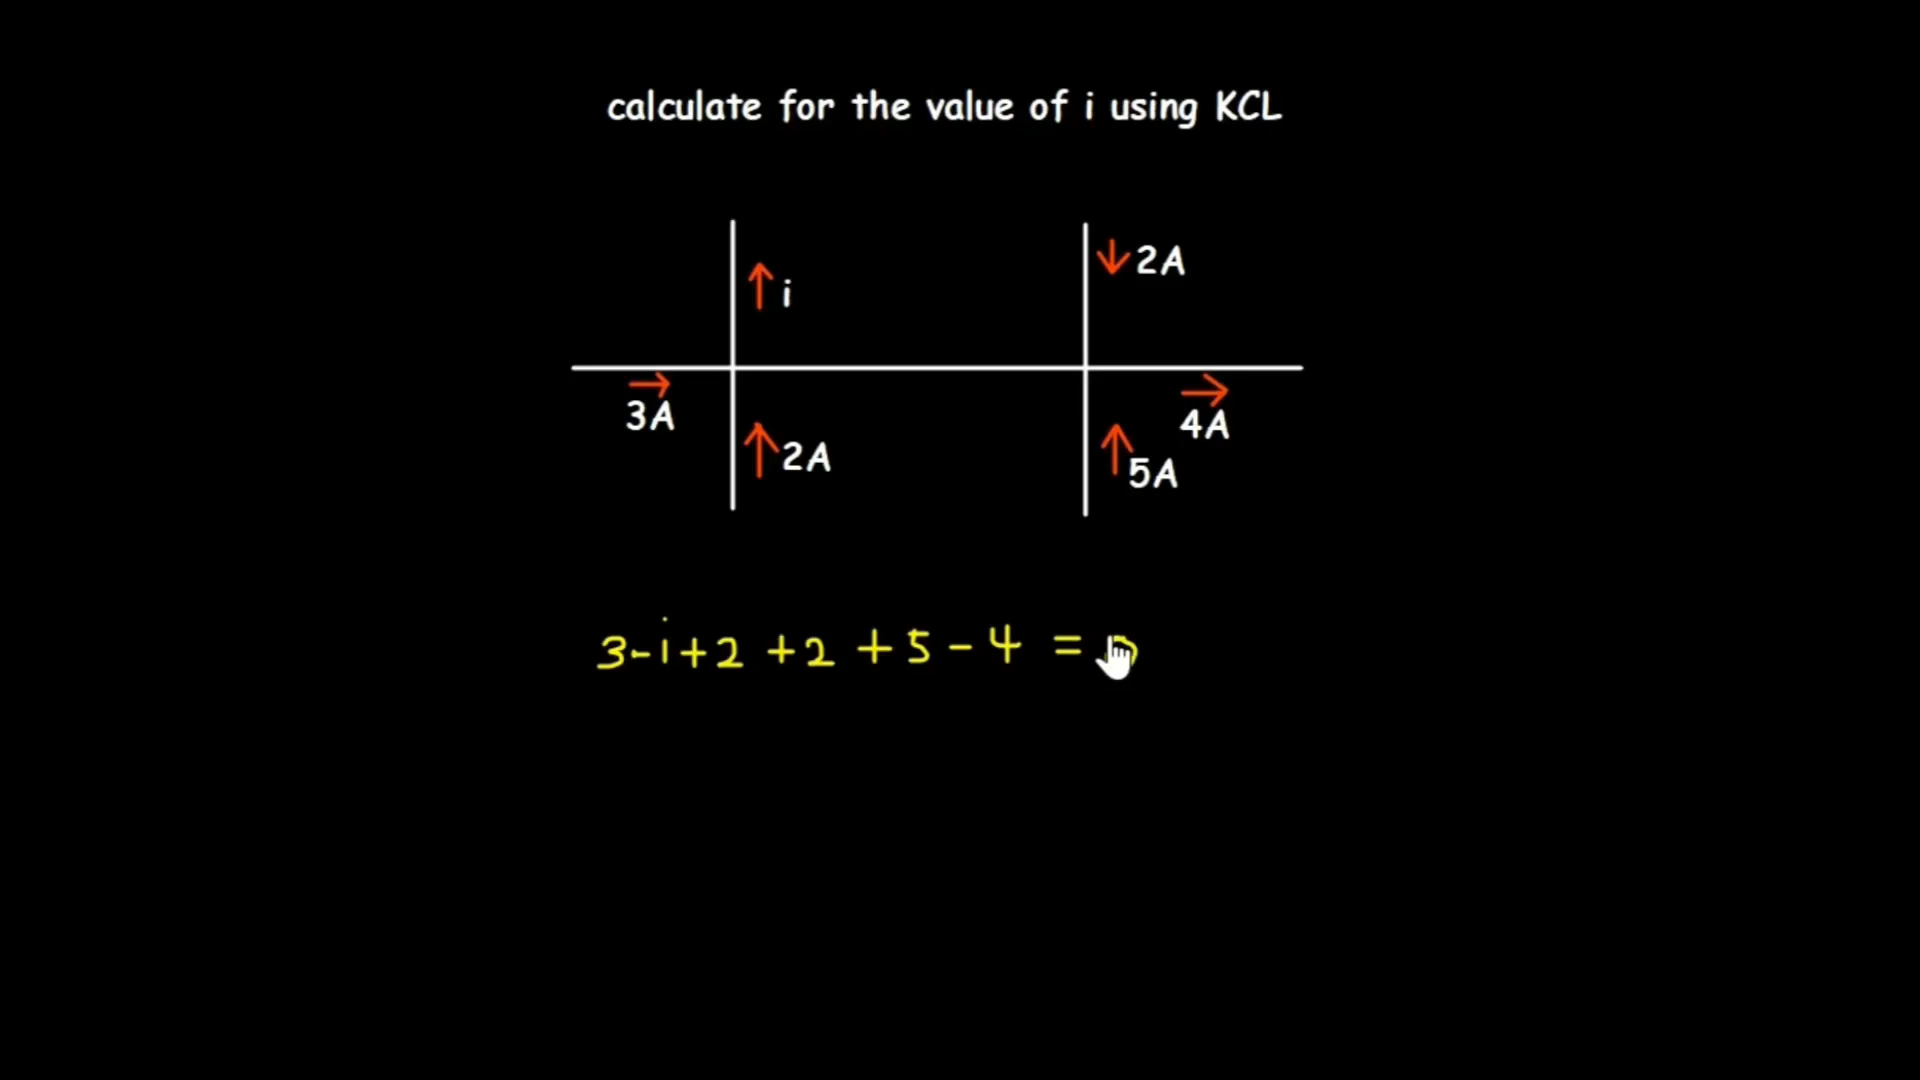 calculate for the value of i using KCL
2A
i
3A
4A
2A
5A
3-i+2 +2 +5 - 4 =